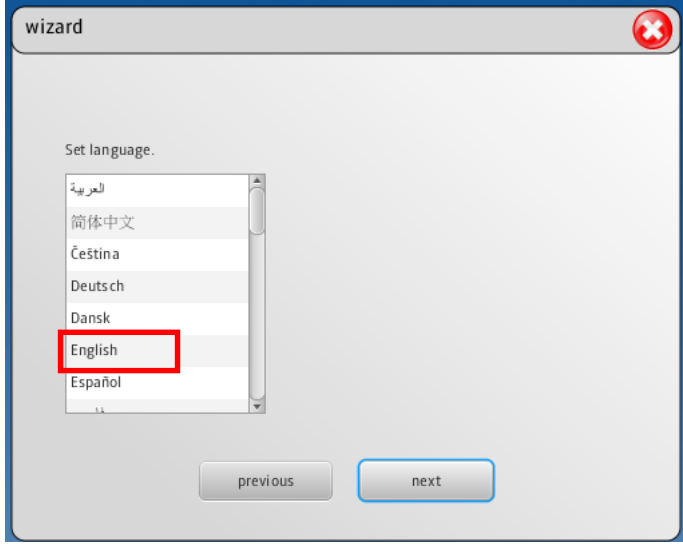 wizard
Set language.
العربية
简体中文
Čeština
Deutsch
Dansk
English
Español
previous
next